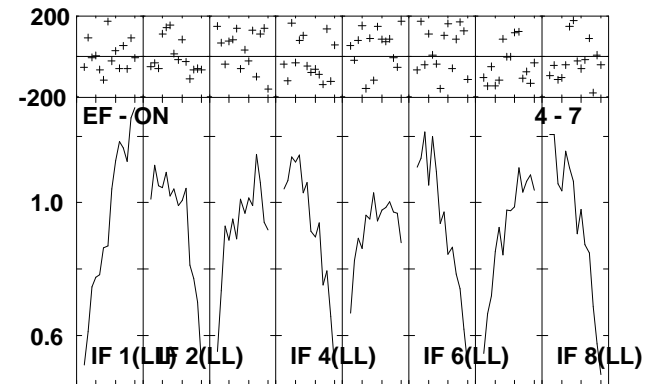 200
-200
EF - ON 4 - 7
1.0
0.6
IF 1(LL) IF 2(LL) IF 4(LL) IF 6(LL) IF 8(LL)